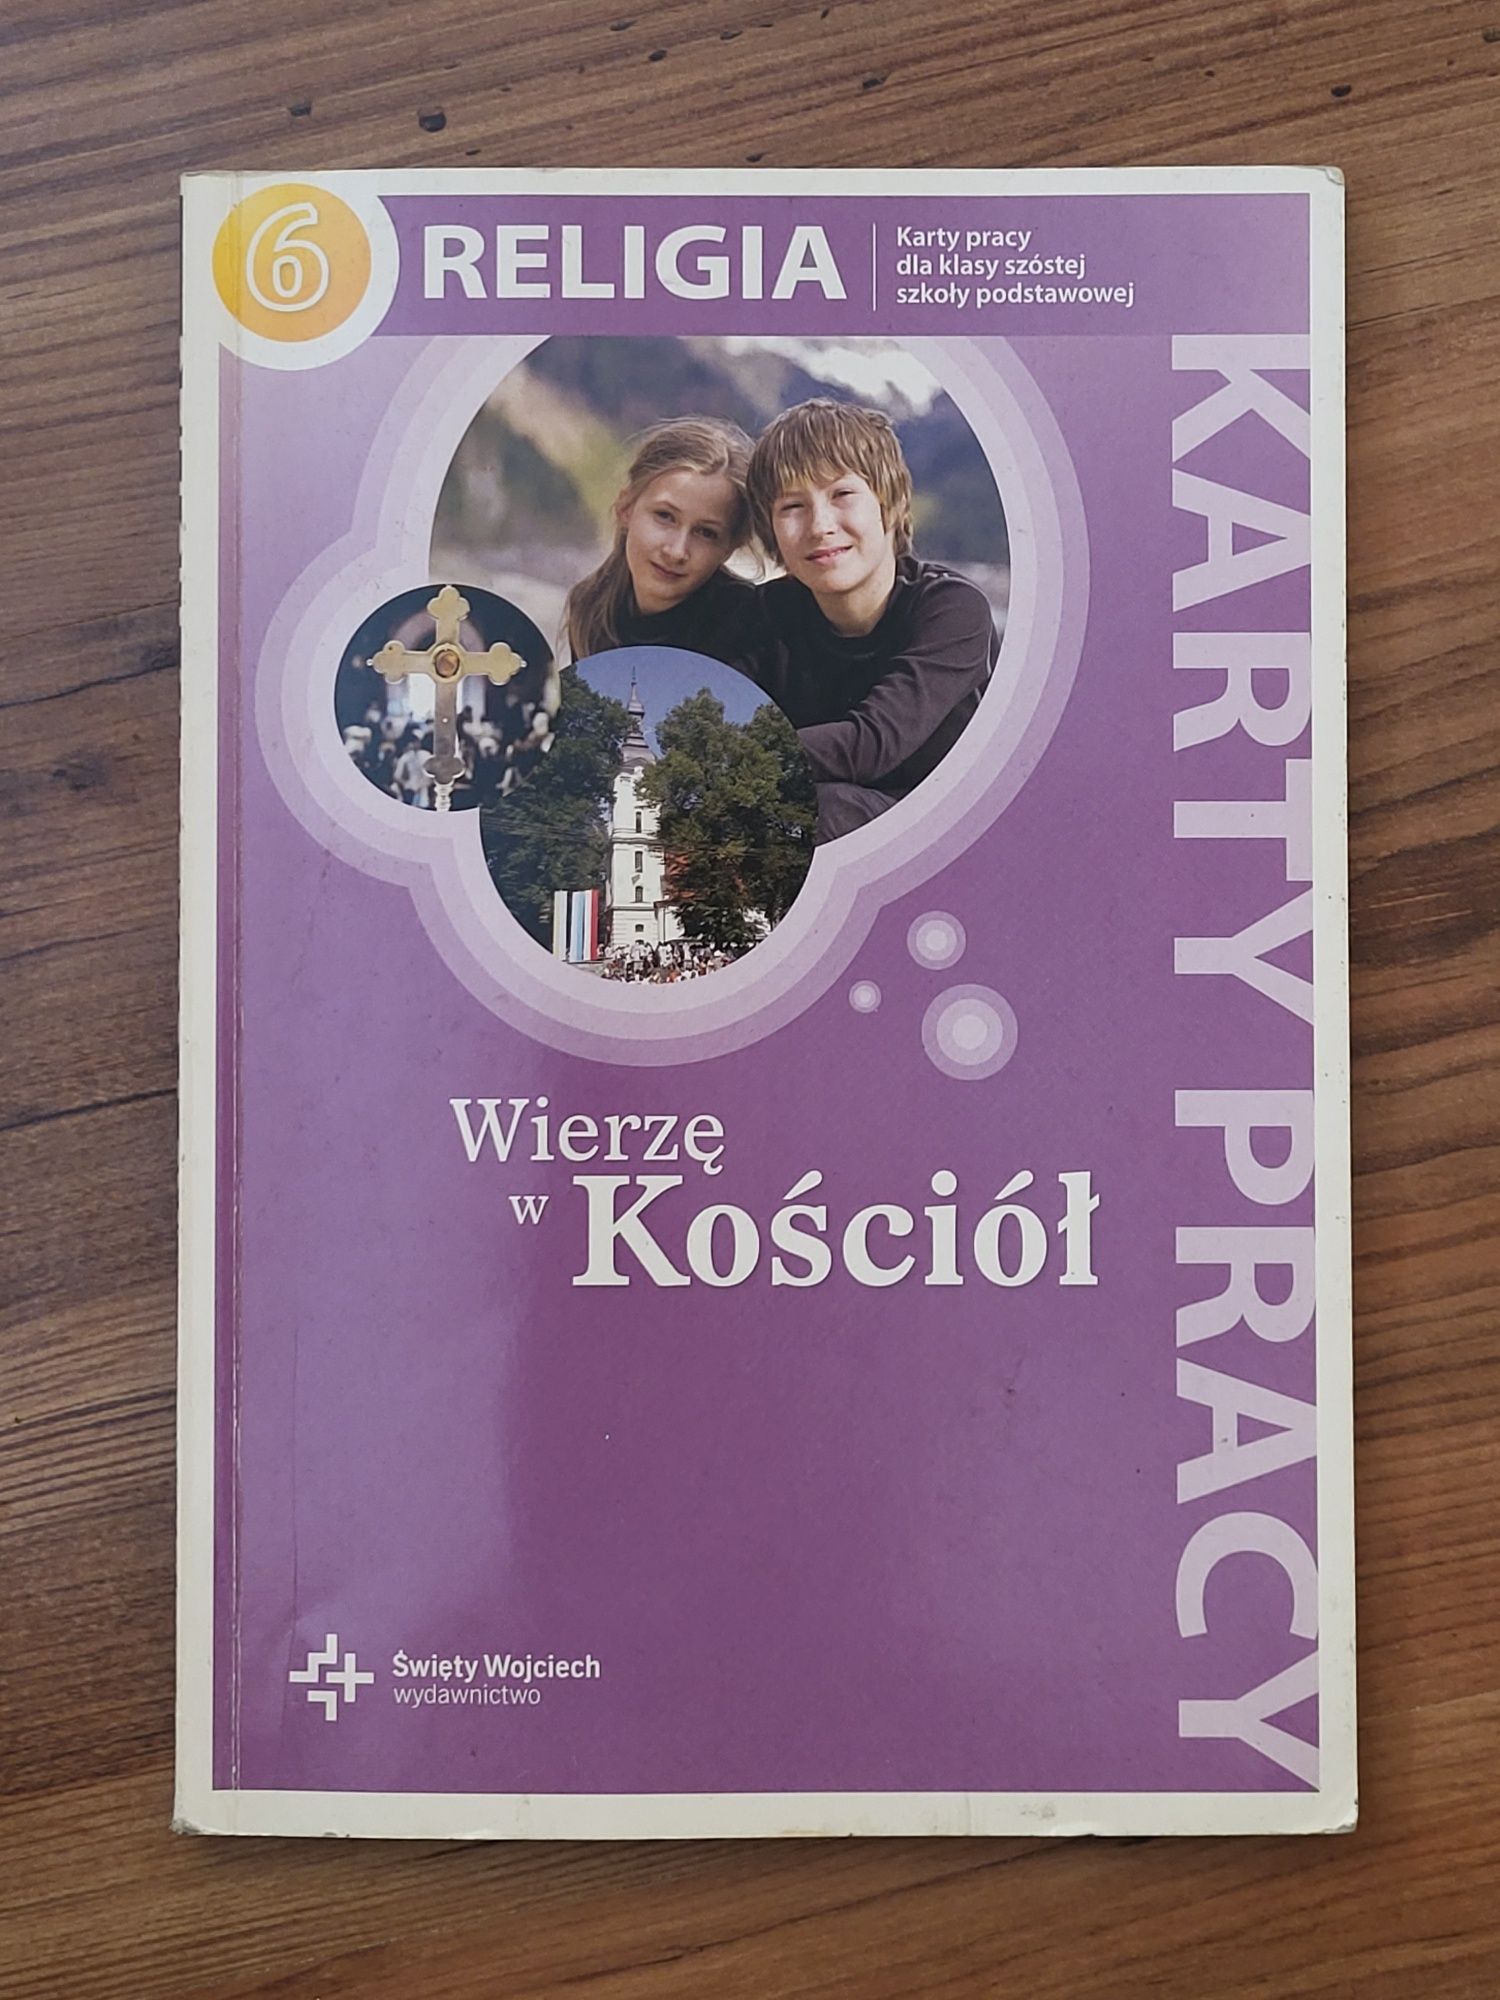 6
RELIGIA
Karty pracy
dla klasy szóstej
szkoły podstawowej
KARTY PRACY
Wierzę
w Kościół
Święty Wojciech
wydawnictwo